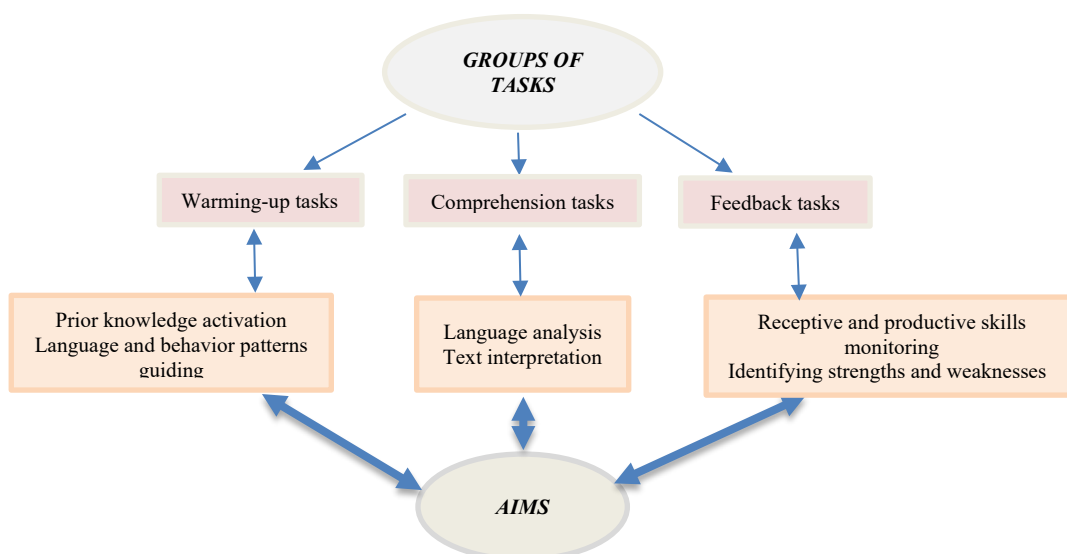 GROUPS OF
TASKS
Warming-up tasks
Comprehension tasks
Feedback tasks
Prior knowledge activation
Language and behavior patterns
guiding
Language analysis
Text interpretation
Receptive and productive skills
monitoring
Identifying strengths and weaknesses
AIMS